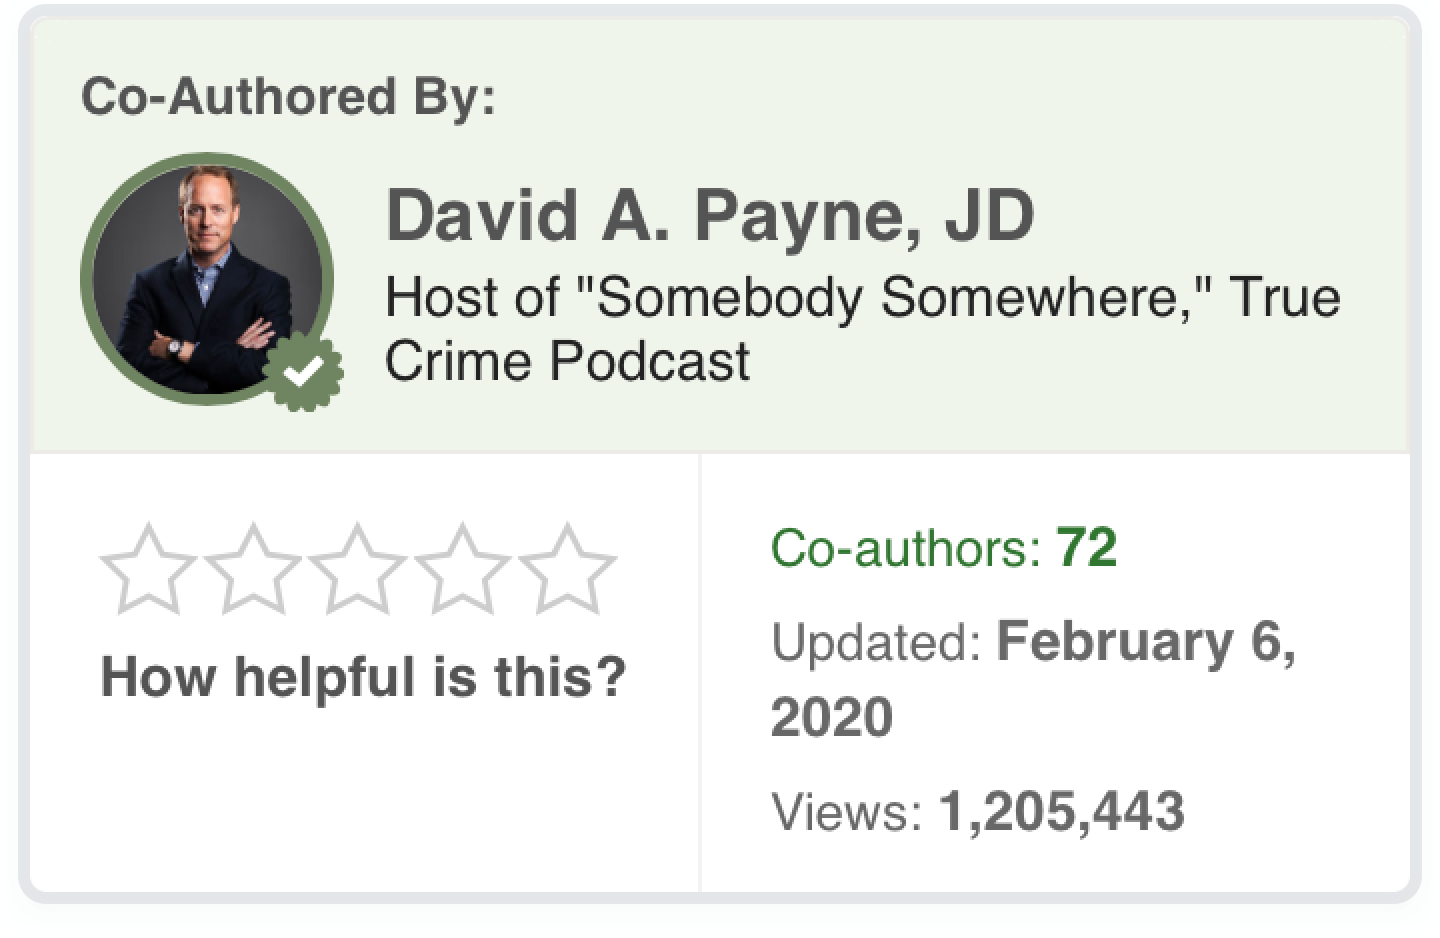 Co-Authored By:
David A. Payne, JD
Host of "Somebody Somewhere," True
Crime Podcast
How helpful is this?
Co-authors: 72
Updated: February 6,
2020
Views: 1,205,443